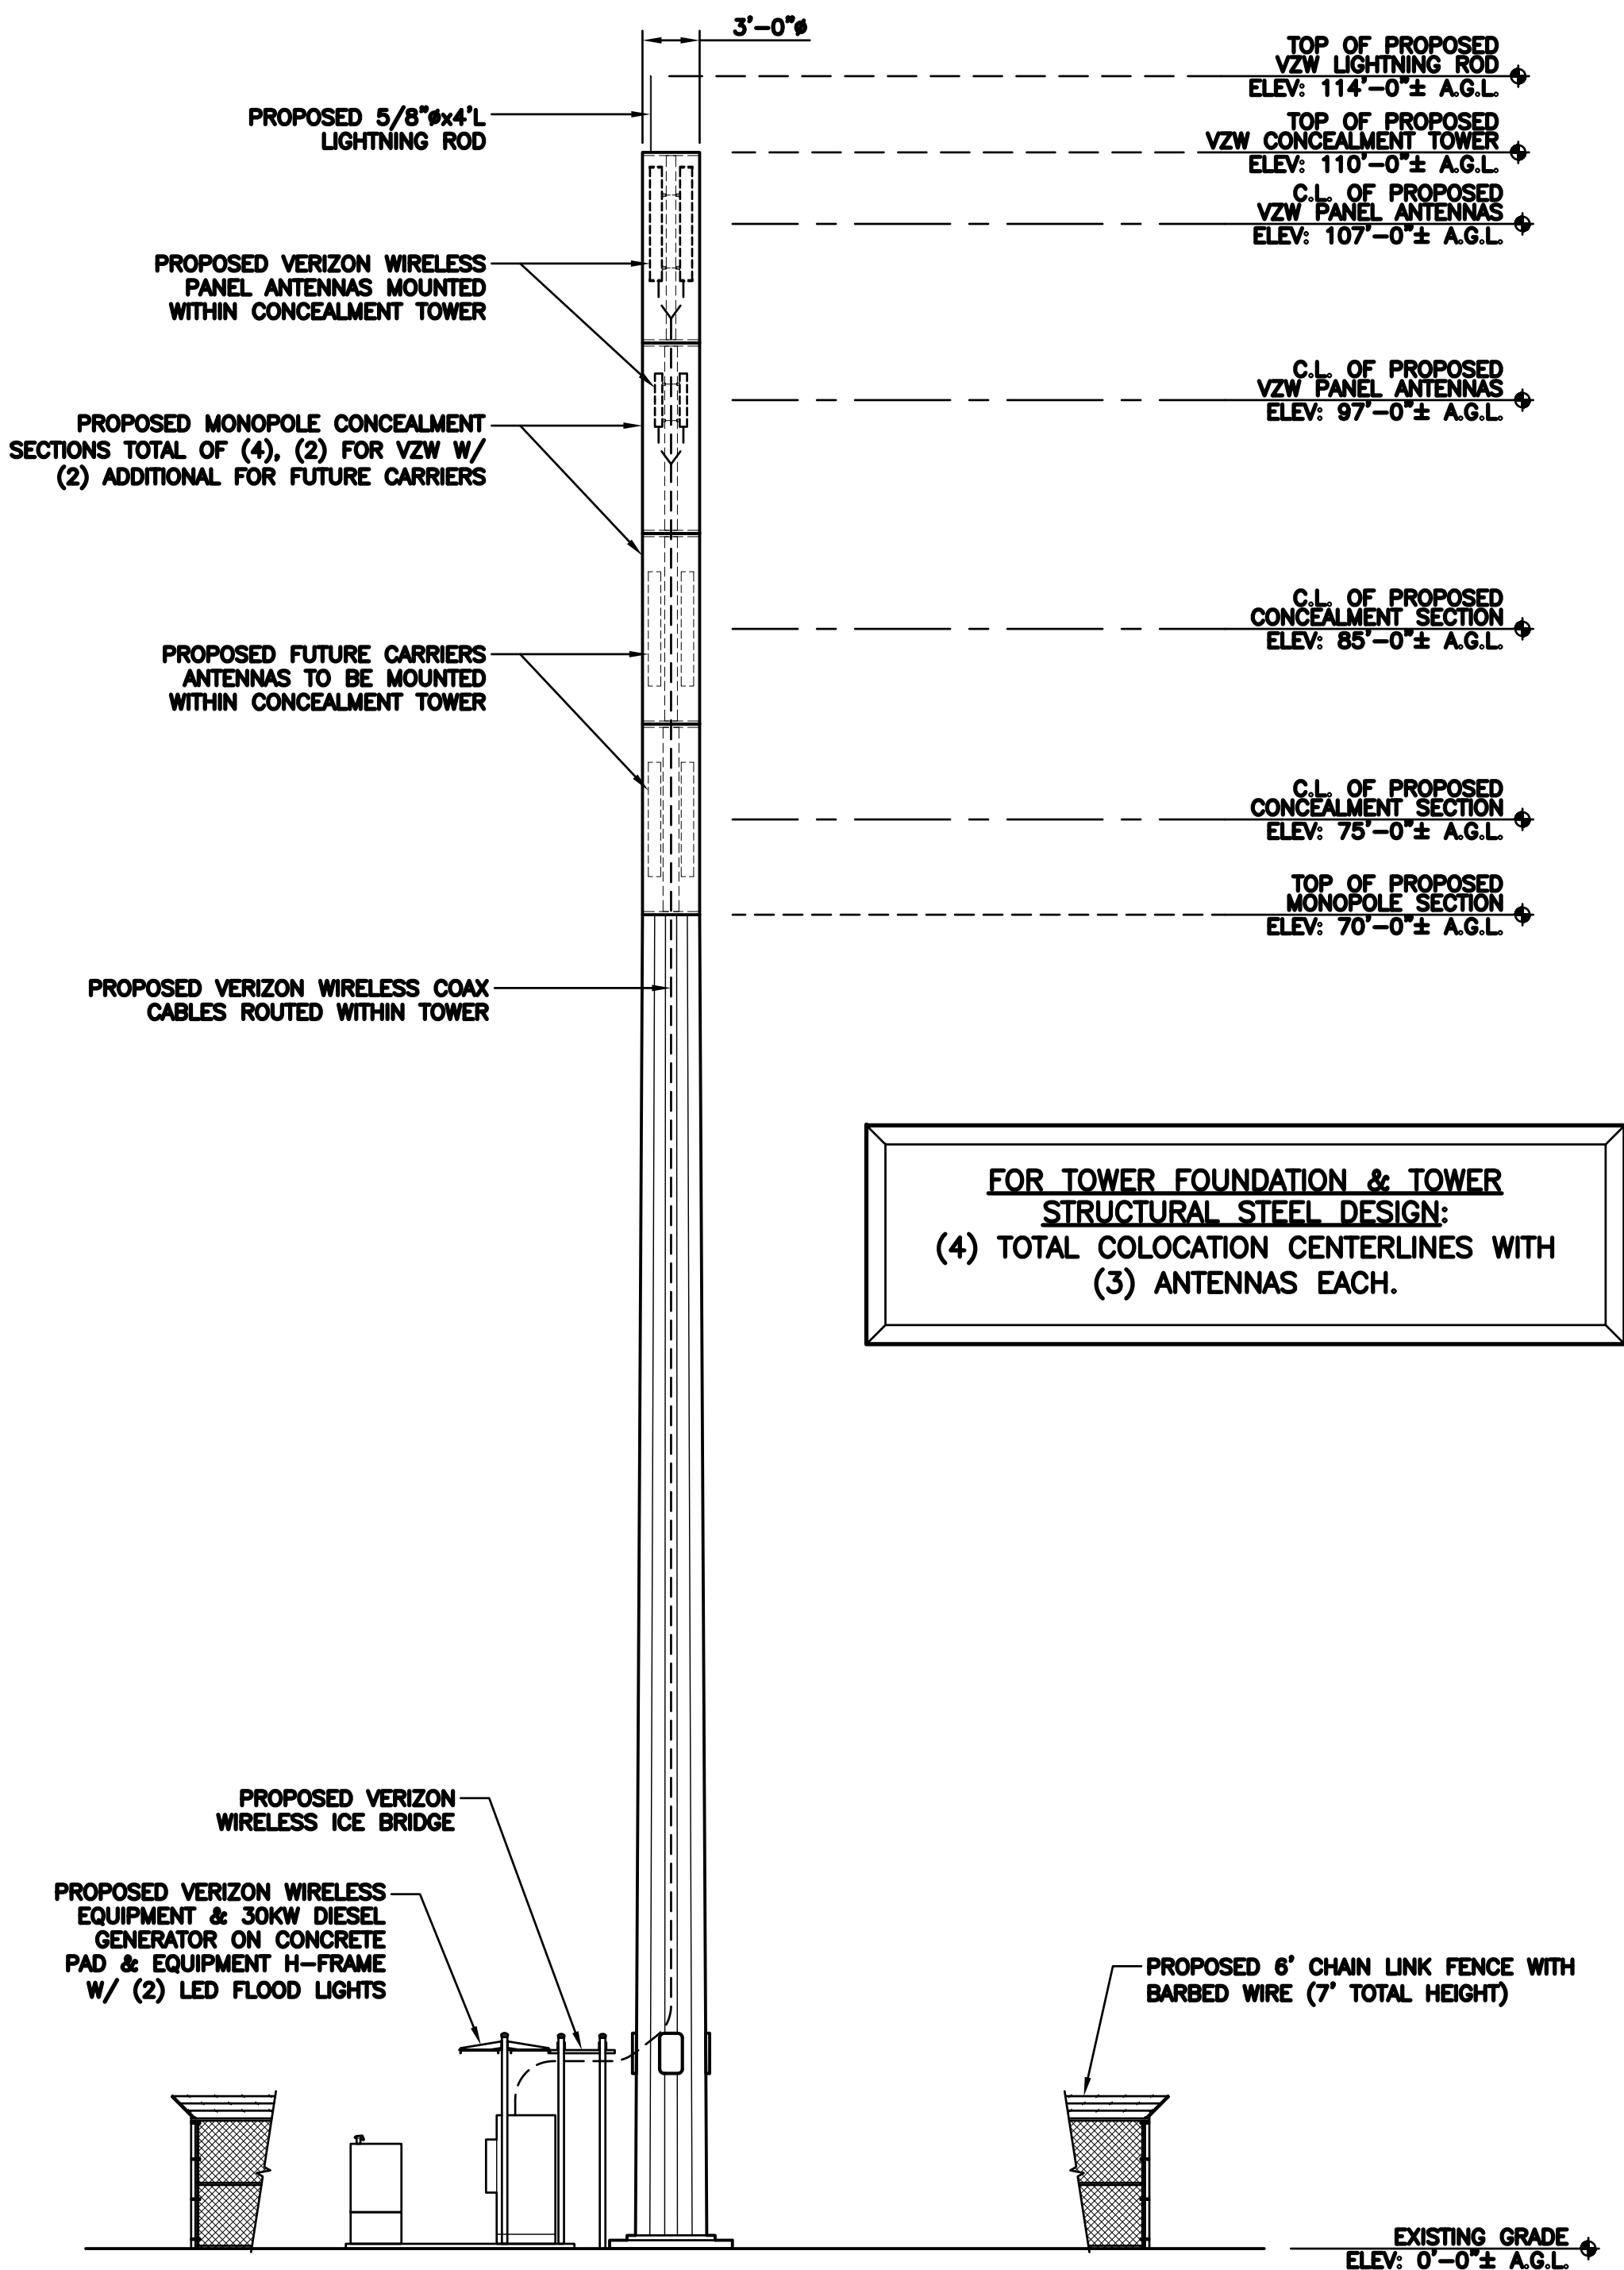 3'-0"ø
TOP OF PROPOSED
VZW LIGHTNING ROD
ELEV: 114'-0"± A.G.L.
PROPOSED 5/8"øx4'L
LIGHTNING ROD
TOP OF PROPOSED
VZW CONCEALMENT TOWER
ELEV: 110'-0"± A.G.L.
C.L. OF PROPOSED
VZW PANEL ANTENNAS
ELEV: 107'-0"± A.G.L.
PROPOSED VERIZON WIRELESS
PANEL ANTENNAS MOUNTED
WITHIN CONCEALMENT TOWER
C.L. OF PROPOSED
VZW PANEL ANTENNAS
ELEV: 97'-0"± A.G.L.
PROPOSED MONOPOLE CONCEALMENT
SECTIONS TOTAL OF (4), (2) FOR VZW W/
(2) ADDITIONAL FOR FUTURE CARRIERS
C.L. OF PROPOSED
CONCEALMENT SECTION
ELEV: 85'-0"± A.G.L.
PROPOSED FUTURE CARRIERS
ANTENNAS TO BE MOUNTED
WITHIN CONCEALMENT TOWER
C.L. OF PROPOSED
CONCEALMENT SECTION
ELEV: 75'-0"± A.G.L.
TOP OF PROPOSED
MONOPOLE SECTION
ELEV: 70'-0"± A.G.L.
PROPOSED VERIZON WIRELESS COAX
CABLES ROUTED WITHIN TOWER
FOR TOWER FOUNDATION & TOWER
STRUCTURAL STEEL DESIGN:
(4) TOTAL COLOCATION CENTERLINES WITH
(3) ANTENNAS EACH.
PROPOSED VERIZON
WIRELESS ICE BRIDGE
PROPOSED VERIZON WIRELESS
EQUIPMENT & 30KW DIESEL
GENERATOR ON CONCRETE
PAD & EQUIPMENT H-FRAME
W/ (2) LED FLOOD LIGHTS
PROPOSED 6' CHAIN LINK FENCE WITH
BARBED WIRE (7' TOTAL HEIGHT)
EXISTING GRADE
ELEV: 0'-0"± A.G.L.